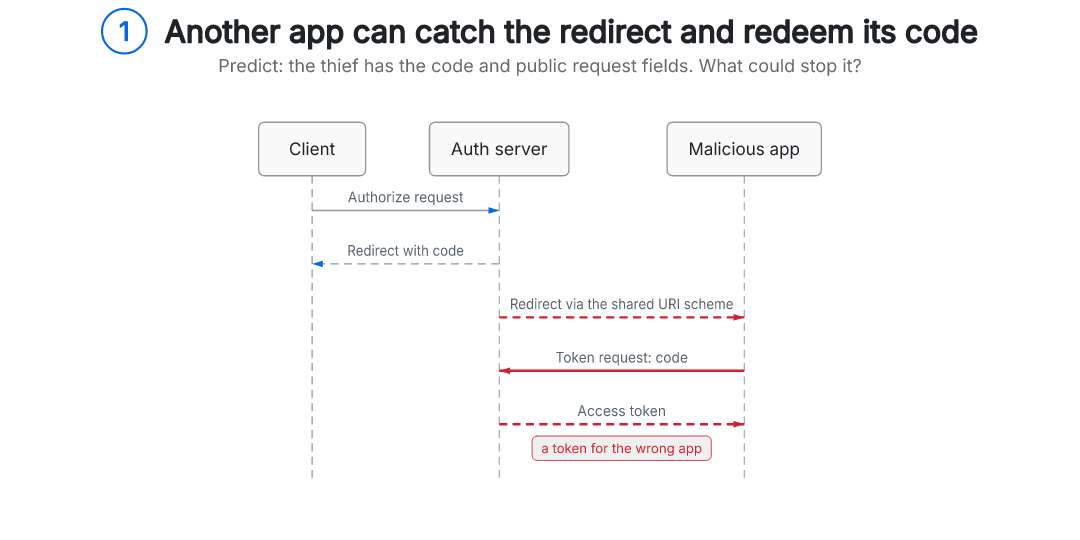 1 Another app can catch the redirect and redeem its code
Predict: the thief has the code and public request fields. What could stop it?
Client Auth server Malicious app
Authorize request
Redirect with code
Redirect via the shared URI scheme
Token request: code
Access token
a token for the wrong app